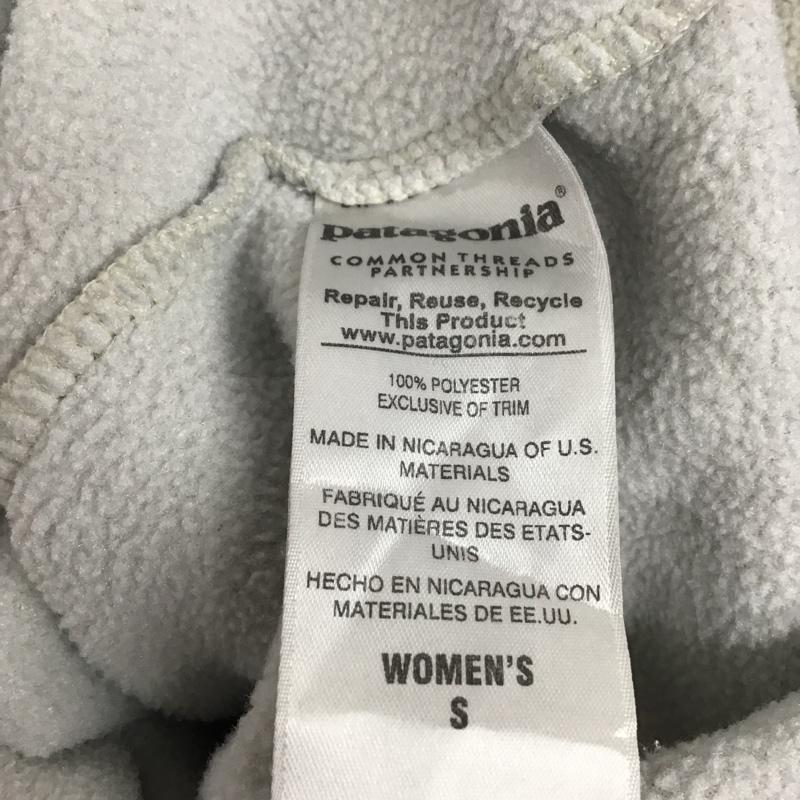 patagonia®
COMMON THREADS
PARTNERSHIP
Repair, Reuse, Recycle
This Product
www.patagonia.com
100% POLYESTER
EXCLUSIVE OF TRIM
MADE IN NICARAGUA OF U.S.
MATERIALS
FABRIQUÉ AU NICARAGUA
DES MATIÈRES DES ETATS-
UNIS
HECHO EN NICARAGUA CON
MATERIALES DE EE.UU.
WOMEN'S
S